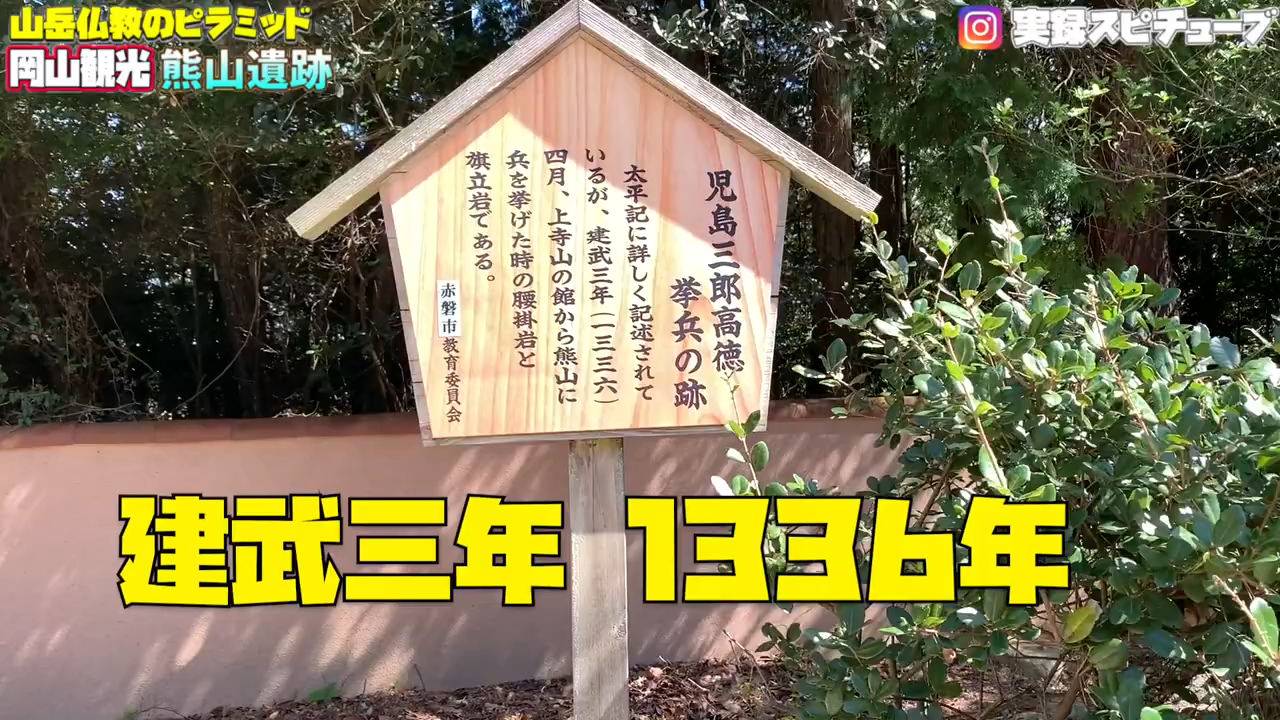 山岳仏教のピラミッド
岡山観光 熊山遺跡
実録スピチューブ
児島三郎高徳
挙兵の跡
太平記に詳しく記述されて
いるが、建武三年(一三三六)
四月、上寺山の館から熊山に
兵を挙げた時の腰掛岩と
旗立岩である。
赤磐市教育委員会
建武三年 1336年